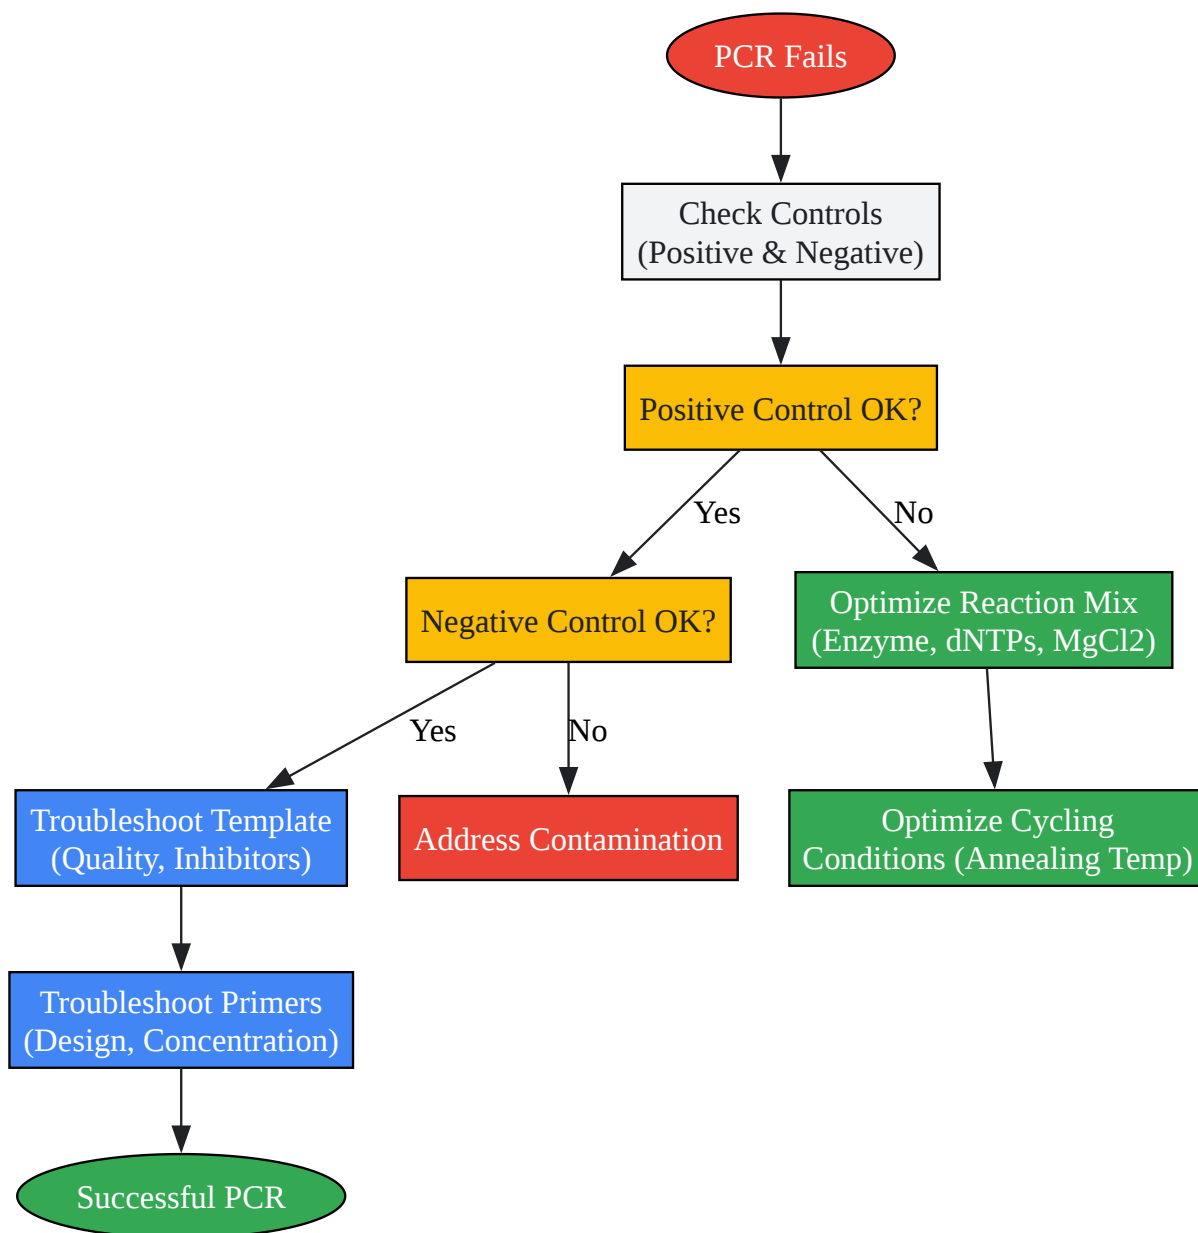 PCR Fails
Check Controls
(Positive & Negative)
Positive Control OK?
Yes
No
Negative Control OK?
Optimize Reaction Mix
(Enzyme, dNTPs, MgCl2)
Yes
No
Troubleshoot Template
(Quality, Inhibitors)
Address Contamination
Optimize Cycling
Conditions (Annealing Temp)
Troubleshoot Primers
(Design, Concentration)
Successful PCR